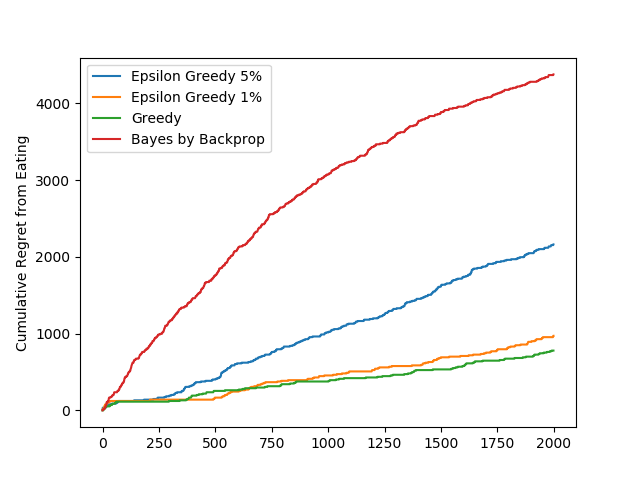 Epsilon Greedy 5%
Epsilon Greedy 1%
Greedy
Bayes by Backprop
Cumulative Regret from Eating
4000
3000
2000
1000
0
0 250 500 750 1000 1250 1500 1750 2000